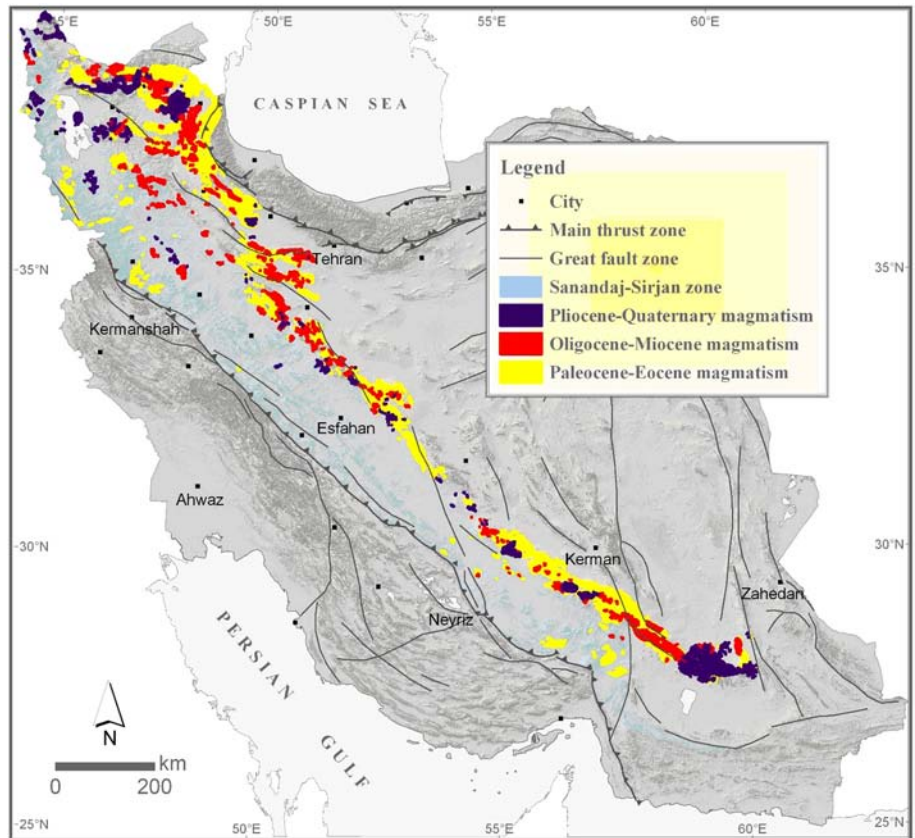 45°E
50°E
55°E
60°E
CASPIAN SEA
Legend
City
Main thrust zone
Great fault zone
Sanandaj-Sirjan zone
Pliocene-Quaternary magmatism
Oligocene-Miocene magmatism
Paleocene-Eocene magmatism
Tehran
35°N
35°N
Kermanshah
Esfahan
Ahwaz
30°N
30°N
Kerman
Zahedan
Neyriz
PERSIAN
GULF
N
km
0 200
25°N
25°N
50°E
55°E
60°E